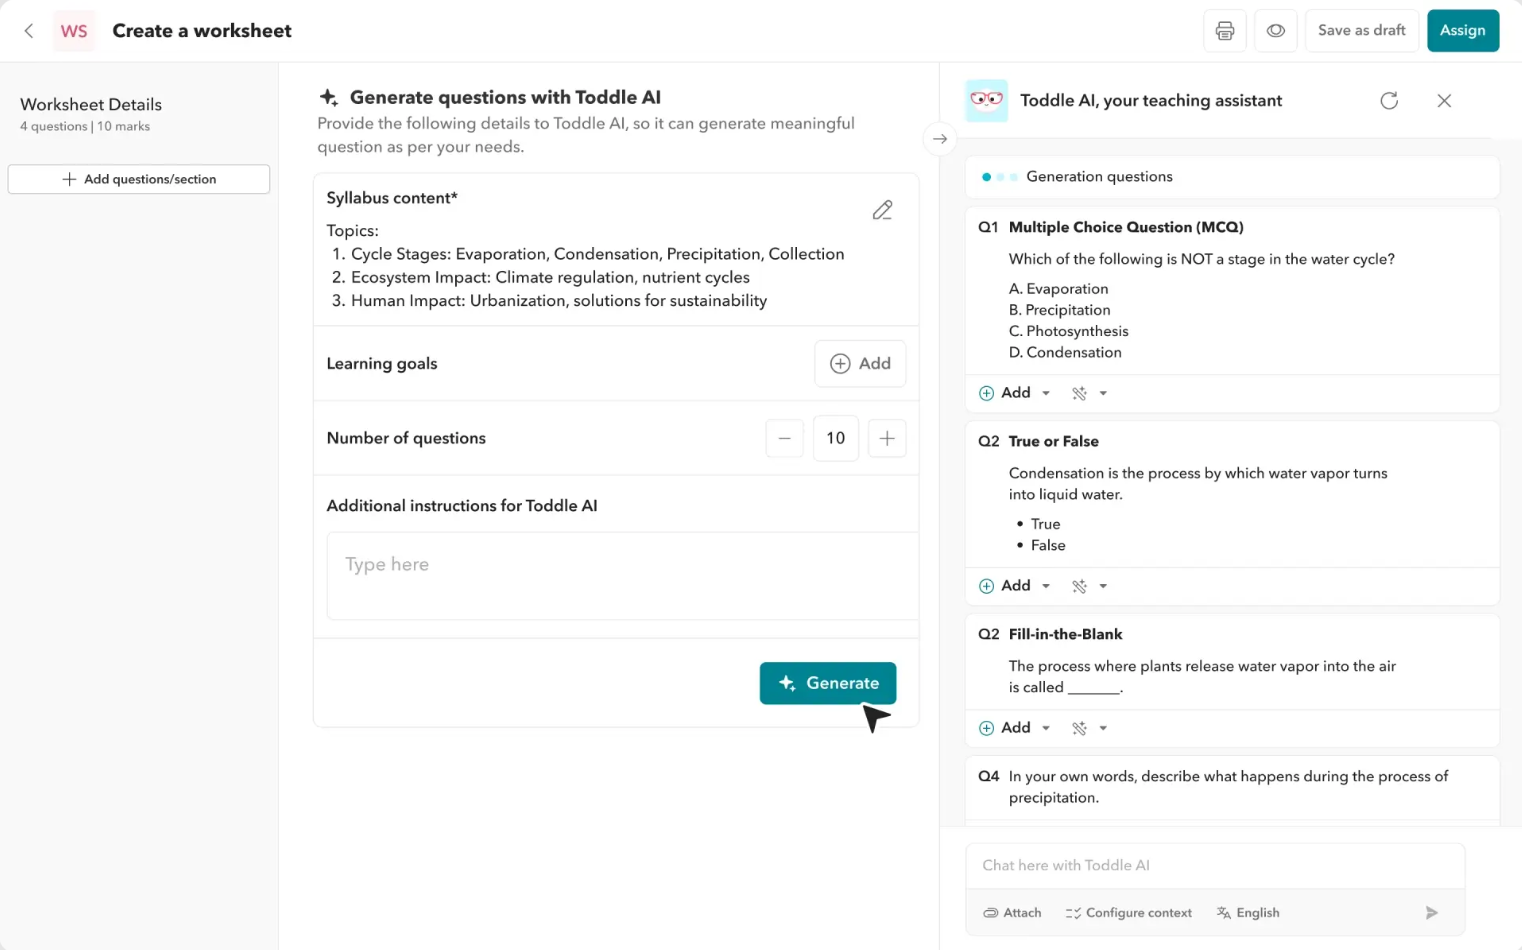 WS
Create a worksheet
Save as draft
Assign
Worksheet Details
4 questions | 10 marks
Add questions/section
Generate questions with Toddle AI
Provide the following details to Toddle AI, so it can generate meaningful
question as per your needs.
Syllabus content*
Topics:
1. Cycle Stages: Evaporation, Condensation, Precipitation, Collection
2. Ecosystem Impact: Climate regulation, nutrient cycles
3. Human Impact: Urbanization, solutions for sustainability
Learning goals
Add
Number of questions
10
Additional instructions for Toddle AI
Type here
Generate
Toddle AI, your teaching assistant
Generation questions
Q1 Multiple Choice Question (MCQ)
Which of the following is NOT a stage in the water cycle?
A. Evaporation
B. Precipitation
C. Photosynthesis
D. Condensation
Add
Q2 True or False
Condensation is the process by which water vapor turns
into liquid water.
• True
• False
Add
Q2 Fill-in-the-Blank
The process where plants release water vapor into the air
is called ______.
Add
Q4 In your own words, describe what happens during the process of
precipitation.
Chat here with Toddle AI
Attach
Configure context
English